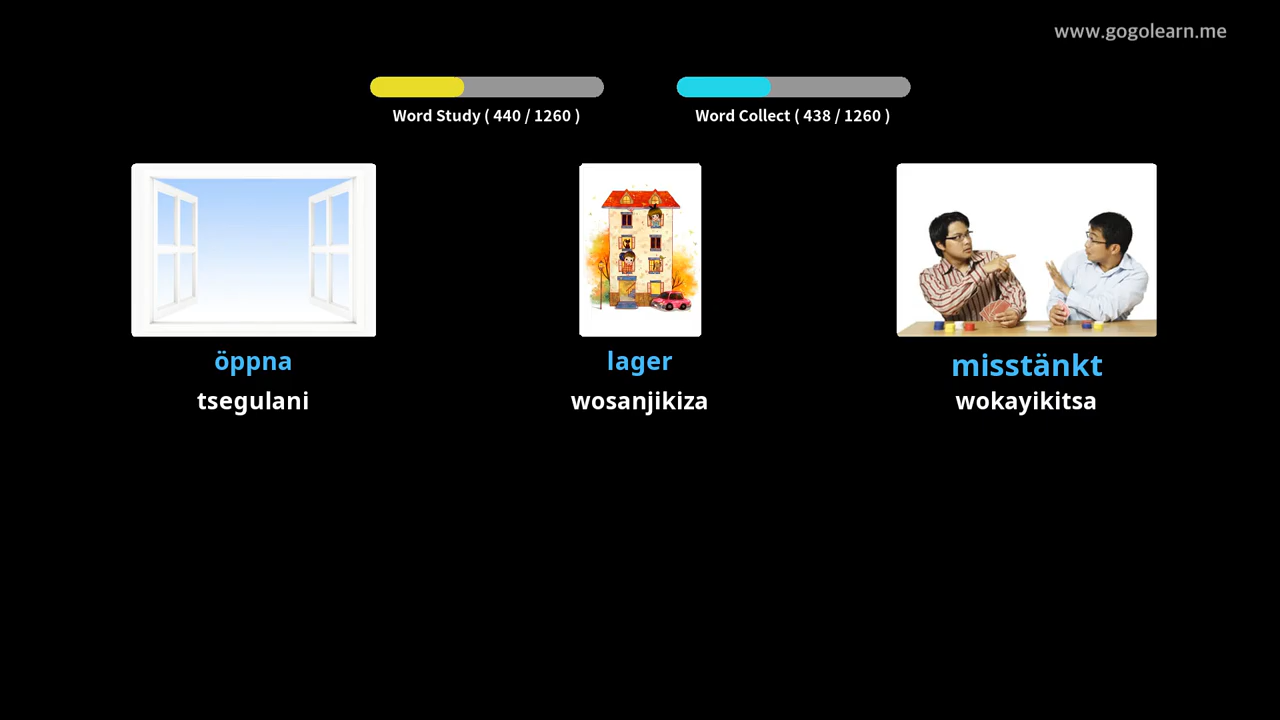 www.gogolearn.me
Word Study ( 440 / 1260 )
Word Collect ( 438 / 1260 )
öppna
lager
misstänkt
tsegulani
wosanjikiza
wokayikitsa